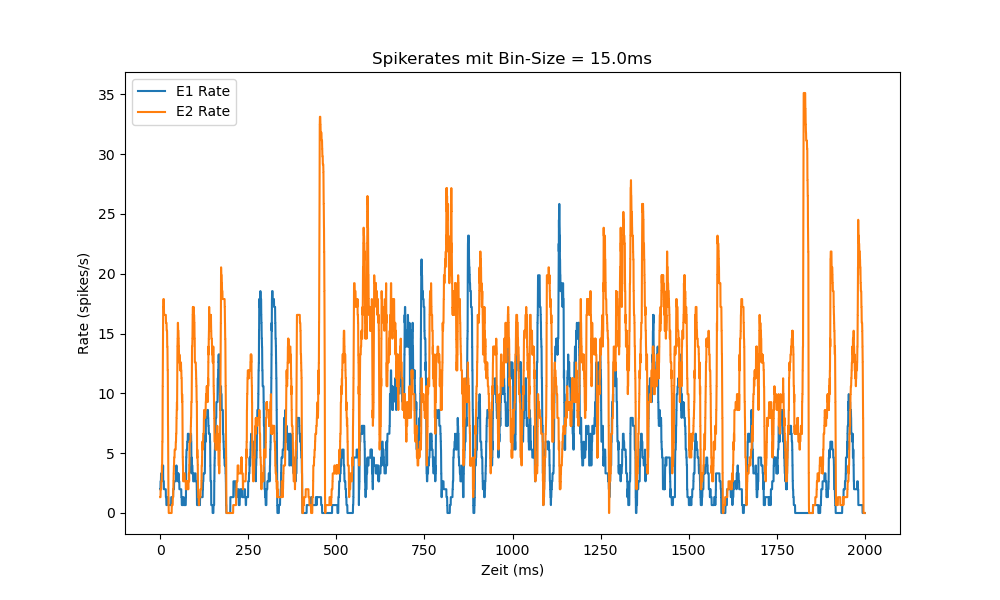 Spikerates mit Bin-Size = 15.0ms
E1 Rate
E2 Rate
Rate (spikes/s)
35
30
25
20
15
10
5
0
0 250 500 750 1000 1250 1500 1750 2000
Zeit (ms)